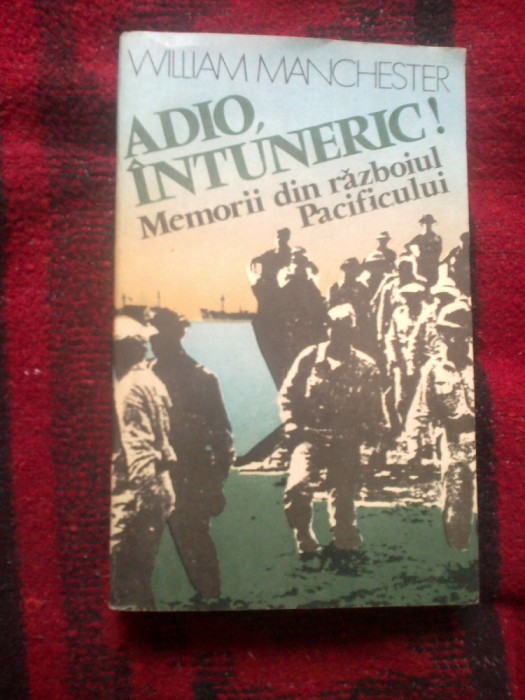 WILLIAM MANCHESTER
ADIO,
ÎNTUNERIC!
Memorii din războiul
Pacificului